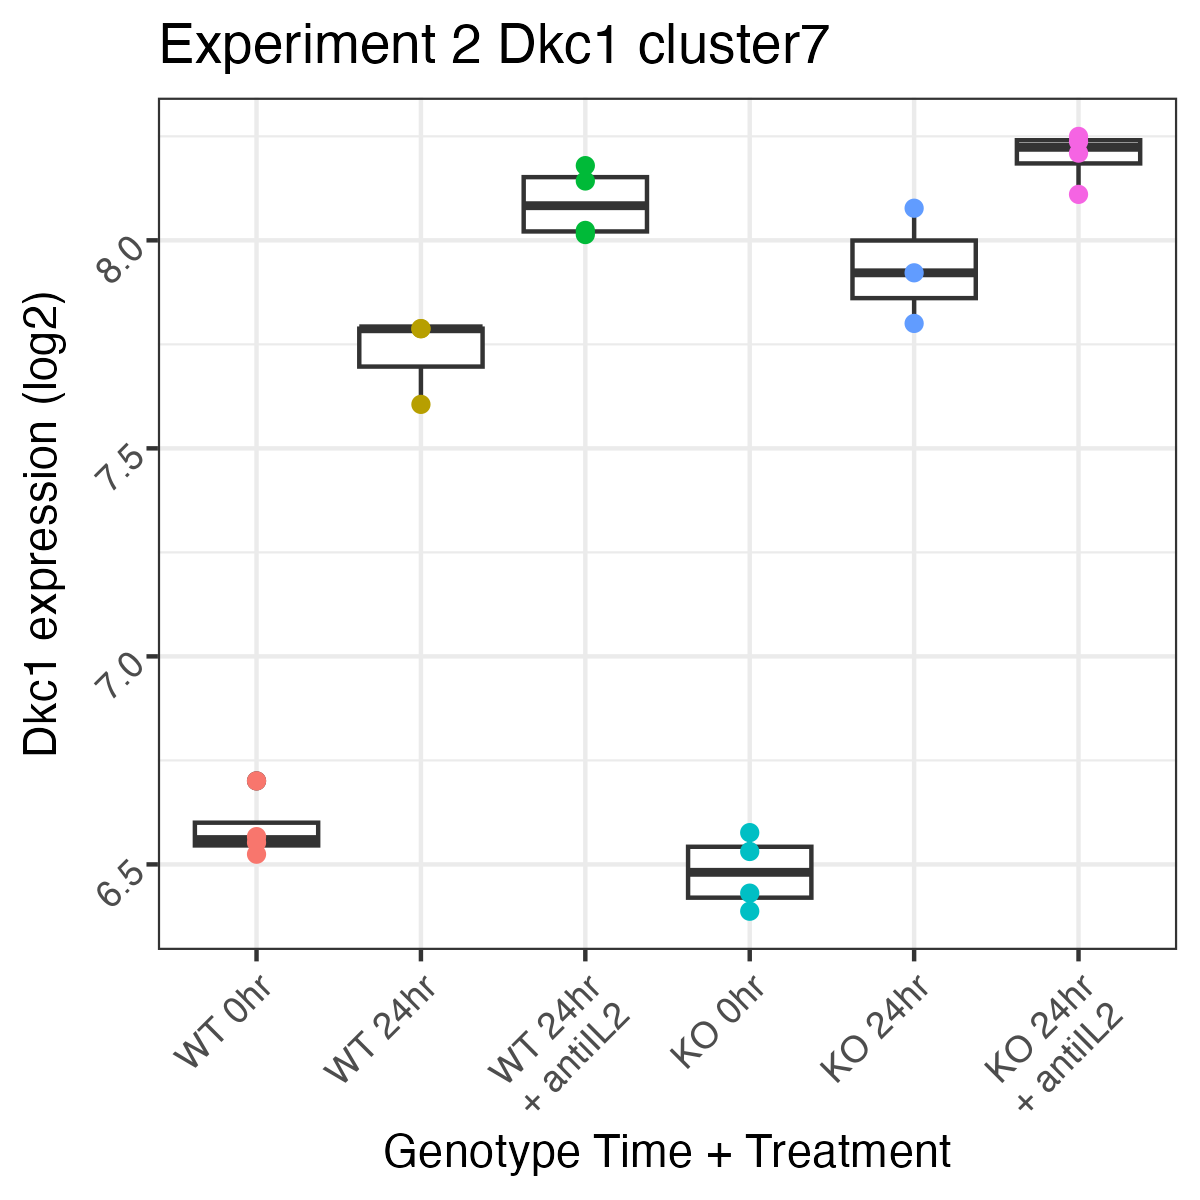 Experiment 2 Dkc1 cluster7
Dkc1 expression (log2)
8.0
7.5
7.0
6.5
WT 0hr
WT 24hr
WT 24hr
+ antiIL2
KO 0hr
KO 24hr
KO 24hr
+ antiIL2
Genotype Time + Treatment